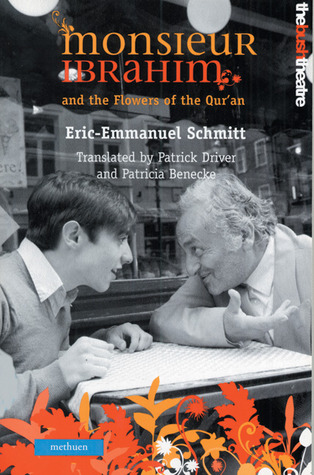 thebushtheatre
MONSIEUR
IBRAHIM
and the Flowers of the Qur'an
Eric-Emmanuel Schmitt
Translated by Patrick Driver
and Patricia Benecke
ere.
methuen